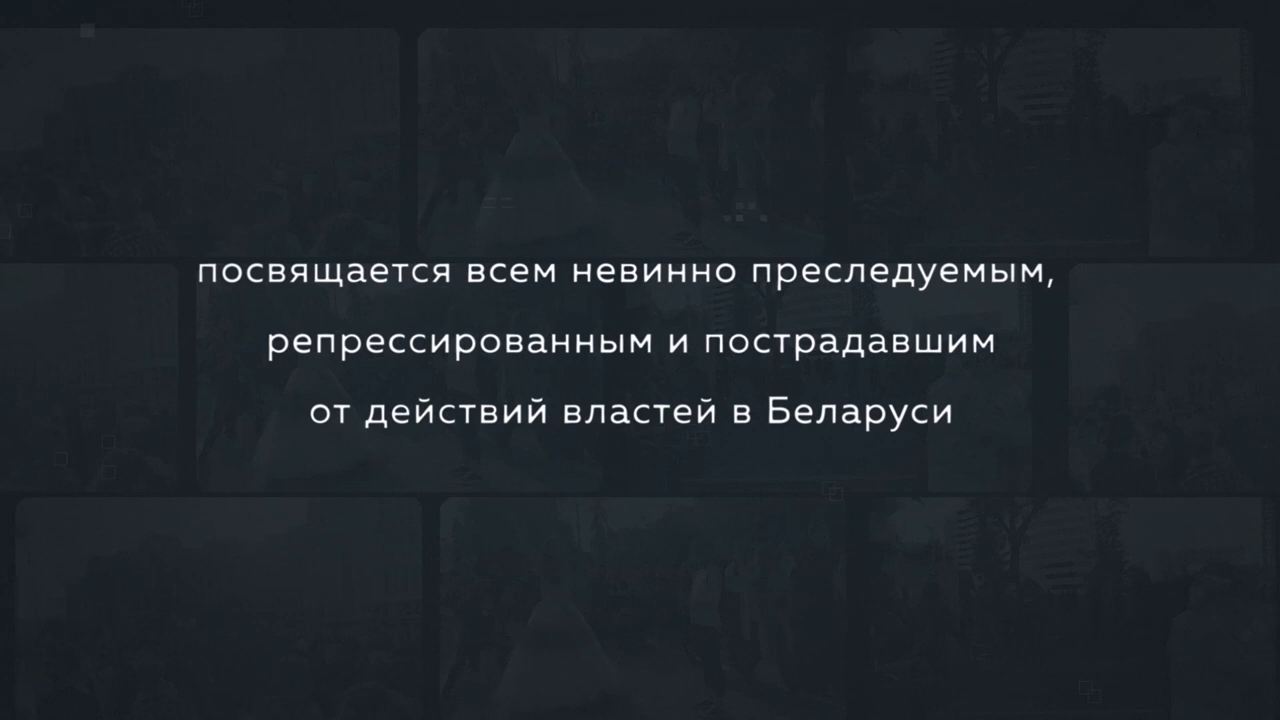 посвящается всем невинно преследуемым,
репрессированным и пострадавшим
от действий властей в Беларуси